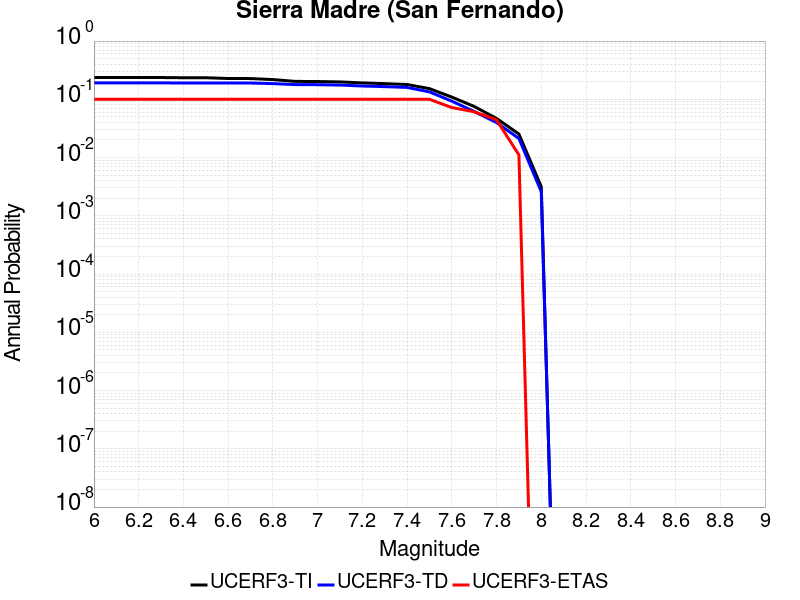 Sierra Madre (San Fernando)
10^0
10^-1
10^-2
10^-3
10^-4
10^-5
10^-6
10^-7
10^-8
Annual Probability
6 6.2 6.4 6.6 6.8 7 7.2 7.4 7.6 7.8 8 8.2 8.4 8.6 8.8 9
Magnitude
UCERF3-TI UCERF3-TD UCERF3-ETAS